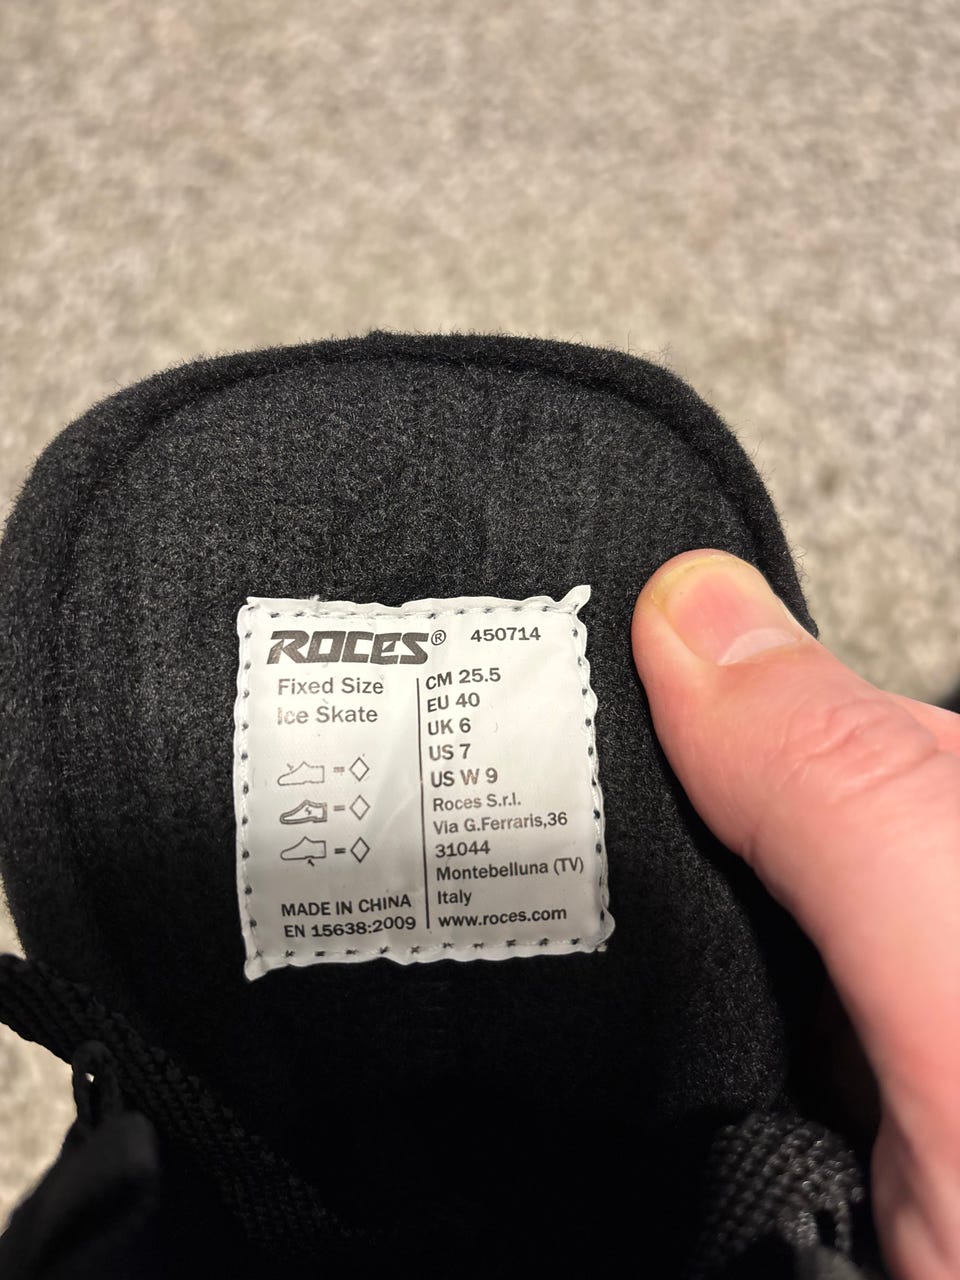 ROCES® 450714
Fixed Size
Ice Skate
=
=
=
MADE IN CHINA
EN 15638:2009
CM 25.5
EU 40
UK 6
US 7
US W 9
Roces S.r.l.
Via G.Ferraris,36
31044
Montebelluna (TV)
Italy
www.roces.com